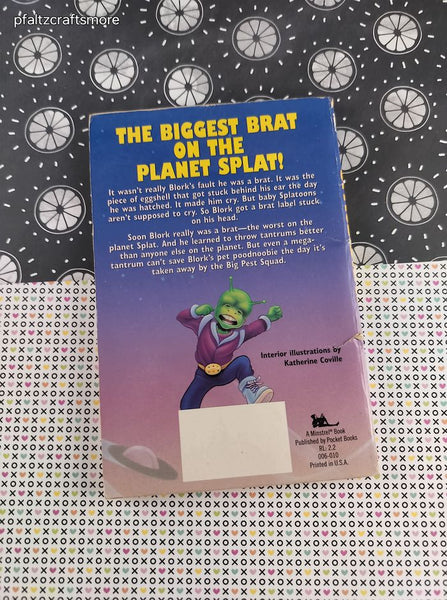 pfaltzcraftsmore
THE BIGGEST BRAT
ON THE
PLANET SPLAT!
It wasn't really Blork's fault he was a brat. It was the
piece of eggshell that got stuck behind his ear the day
he was hatched. It made him cry. But baby Splatoons
aren't supposed to cry. So Blork got a brat label stuck
on his head.
Soon Blork really was a brat—the worst on the
planet Splat. And he learned to throw tantrums better
than anyone else on the planet. But even a mega-
tantrum can't save Blork's pet poodnoobie the day it's
taken away by the Big Pest Squad.
Interior illustrations by
Katherine Coville
A Minstrel® Book
Published by Pocket Books
RL: 2.2
006-010
Printed in U.S.A.